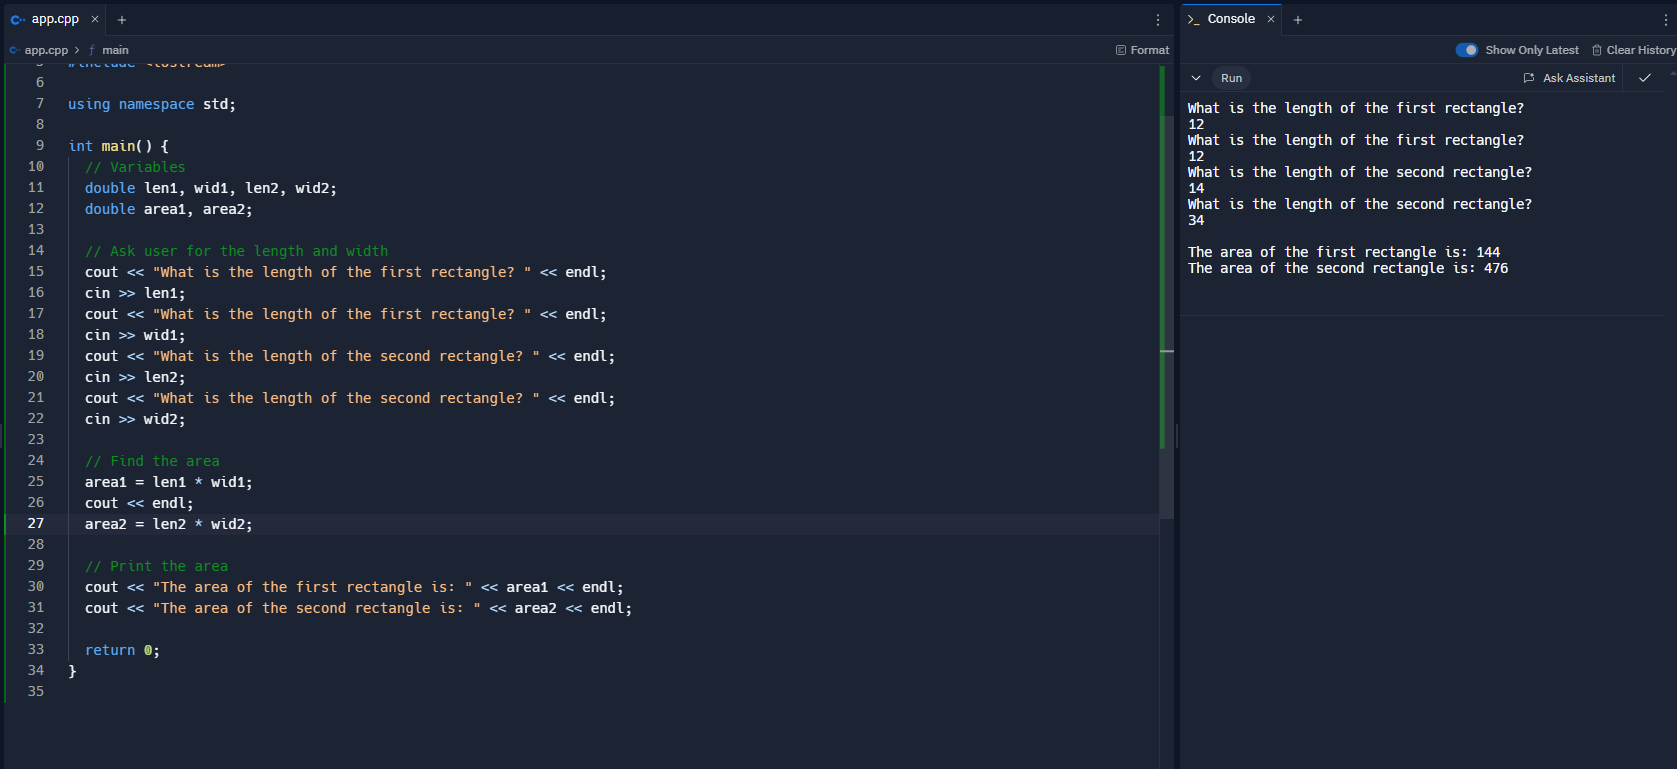 app.cpp × +
app.cpp > f main
Format
5 #include <iostream>
6
7 using namespace std;
8
9 int main() {
10 // Variables
11 double len1, wid1, len2, wid2;
12 double area1, area2;
13
14 // Ask user for the length and width
15 cout << "What is the length of the first rectangle? " << endl;
16 cin >> len1;
17 cout << "What is the length of the first rectangle? " << endl;
18 cin >> wid1;
19 cout << "What is the length of the second rectangle? " << endl;
20 cin >> len2;
21 cout << "What is the length of the second rectangle? " << endl;
22 cin >> wid2;
23
24 // Find the area
25 area1 = len1 * wid1;
26 cout << endl;
27 area2 = len2 * wid2;
28
29 // Print the area
30 cout << "The area of the first rectangle is: " << area1 << endl;
31 cout << "The area of the second rectangle is: " << area2 << endl;
32
33 return 0;
34 }
35
>_ Console × +
Show Only Latest Clear History
Run Ask Assistant
What is the length of the first rectangle?
12
What is the length of the first rectangle?
12
What is the length of the second rectangle?
14
What is the length of the second rectangle?
34
The area of the first rectangle is: 144
The area of the second rectangle is: 476